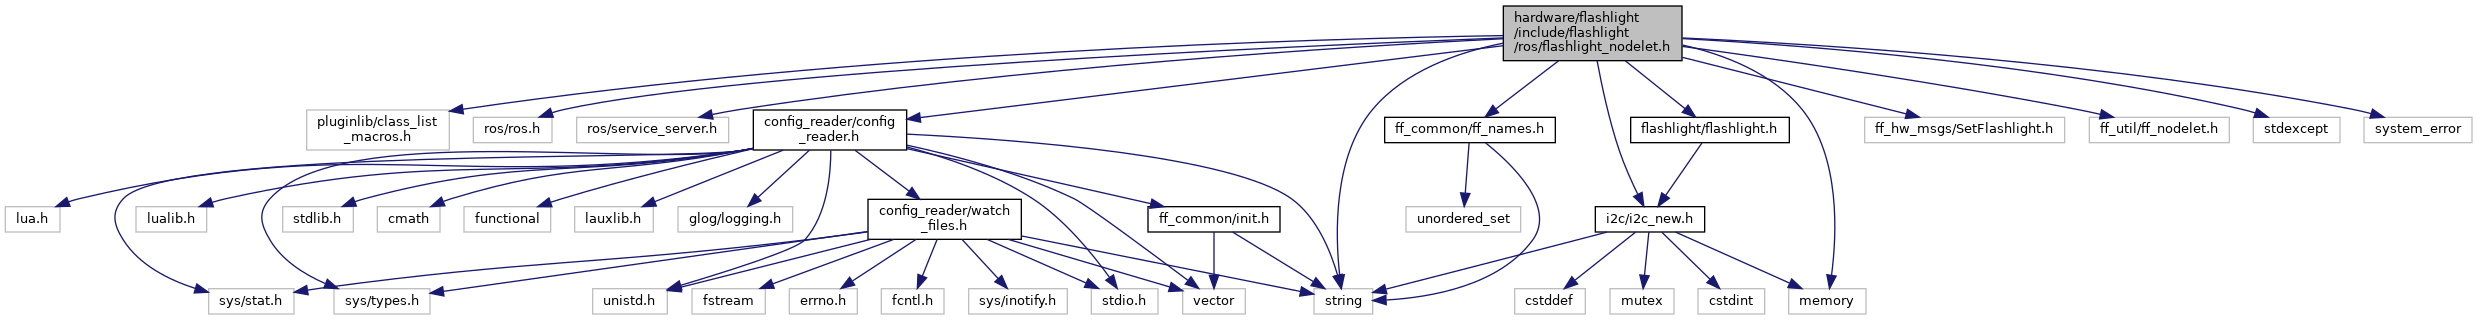 hardware/flashlight
/include/flashlight
/ros/flashlight_nodelet.h
pluginlib/class_list
_macros.h
ros/ros.h
ros/service_server.h
config_reader/config
_reader.h
ff_common/ff_names.h
flashlight/flashlight.h
ff_hw_msgs/SetFlashlight.h
ff_util/ff_nodelet.h
stdexcept
system_error
lua.h
lualib.h
stdlib.h
cmath
functional
lauxlib.h
glog/logging.h
config_reader/watch
_files.h
ff_common/init.h
unordered_set
i2c/i2c_new.h
sys/stat.h
sys/types.h
unistd.h
fstream
errno.h
fcntl.h
sys/inotify.h
stdio.h
vector
string
cstddef
mutex
cstdint
memory